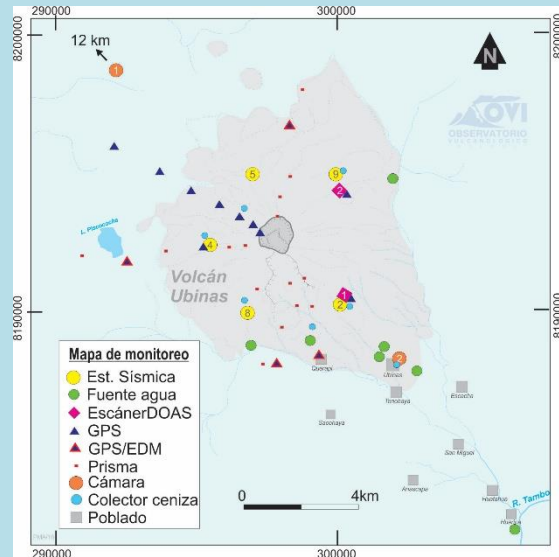 290000
300000
8200000
8200000
12 km
1
N
OVI
OBSERVATORIO
VULCANOLÓGICO
5
9
2
L. Piscococha
4
Volcán
Ubinas
1
2
8
8190000
8190000
2
Querapi
Ubinas
Tonohaya
Escacha
Sacohaya
San Miguel
Anascapa
Huatahua
Huarina
R. Tambo
Mapa de monitoreo
Est. Sísmica
Fuente agua
EscánerDOAS
GPS
GPS/EDM
Prisma
Cámara
Colector ceniza
Poblado
0
4km
290000
300000